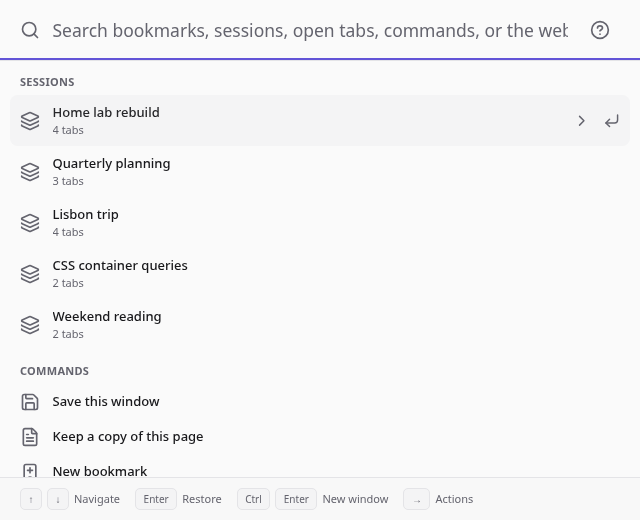 Search bookmarks, sessions, open tabs, commands, or the web
SESSIONS
Home lab rebuild
4 tabs
Quarterly planning
3 tabs
Lisbon trip
4 tabs
CSS container queries
2 tabs
Weekend reading
2 tabs
COMMANDS
Save this window
Keep a copy of this page
New bookmark
↑ ↓ Navigate Enter Restore Ctrl Enter New window → Actions